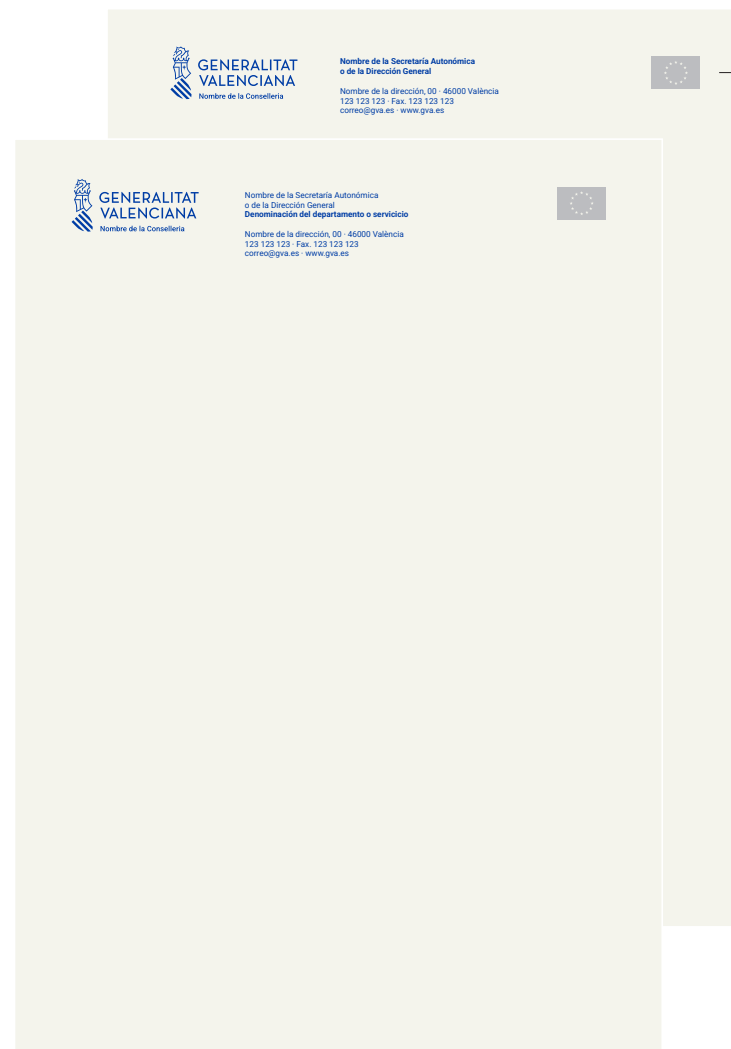 GENERALITAT
VALENCIANA
Nombre de la Conselleria
Nombre de la Secretaría Autonómica
o de la Dirección General
Nombre de la dirección, 00 · 46000 València
123 123 123 · Fax. 123 123 123
correo@gva.es · www.gva.es
GENERALITAT
VALENCIANA
Nombre de la Conselleria
Nombre de la Secretaría Autonómica
o de la Dirección General
Denominación del departamento o servicicio
Nombre de la dirección, 00 · 46000 València
123 123 123 · Fax. 123 123 123
correo@gva.es · www.gva.es